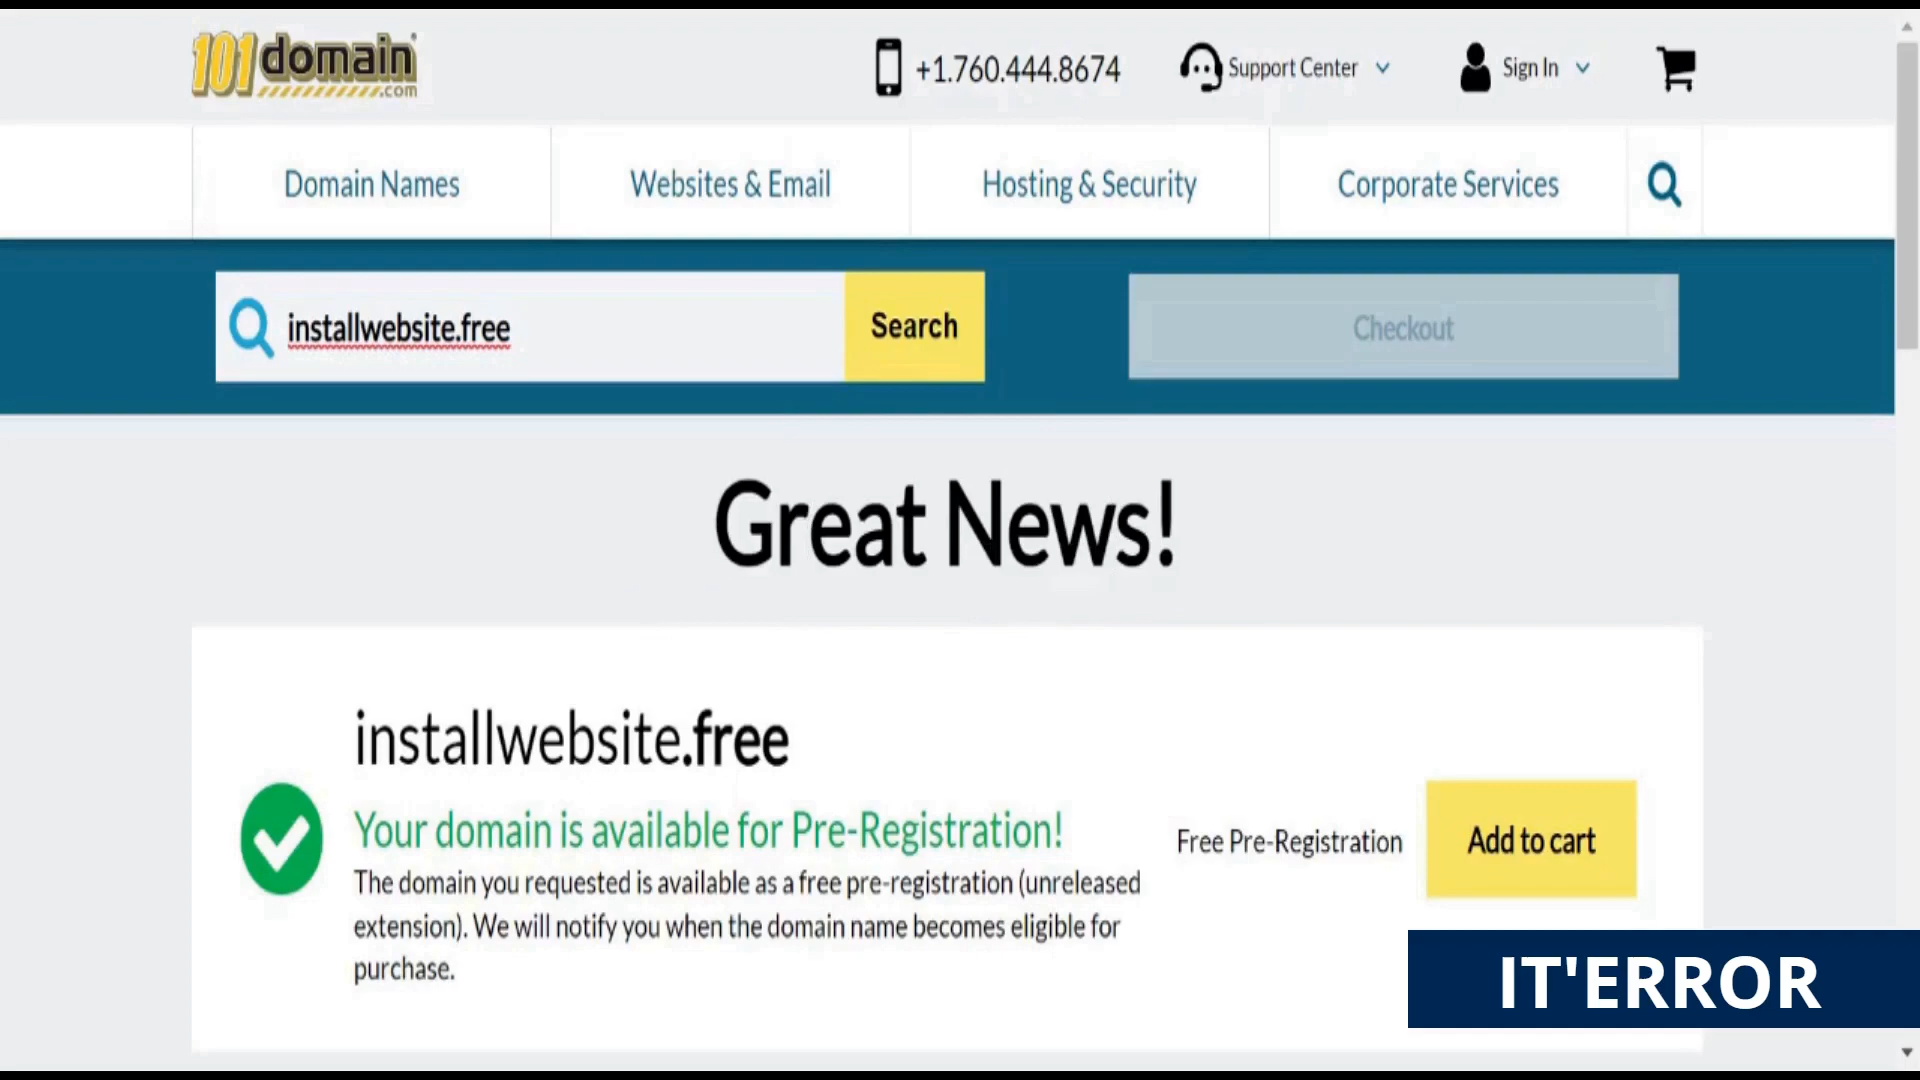 101domain
.com
+1.760.444.8674
Support Center
Sign In
Domain Names
Websites & Email
Hosting & Security
Corporate Services
installwebsite.free
Search
Checkout
Great News!
installwebsite.free
Your domain is available for Pre-Registration!
The domain you requested is available as a free pre-registration (unreleased
extension). We will notify you when the domain name becomes eligible for
purchase.
Free Pre-Registration
Add to cart
IT'ERROR